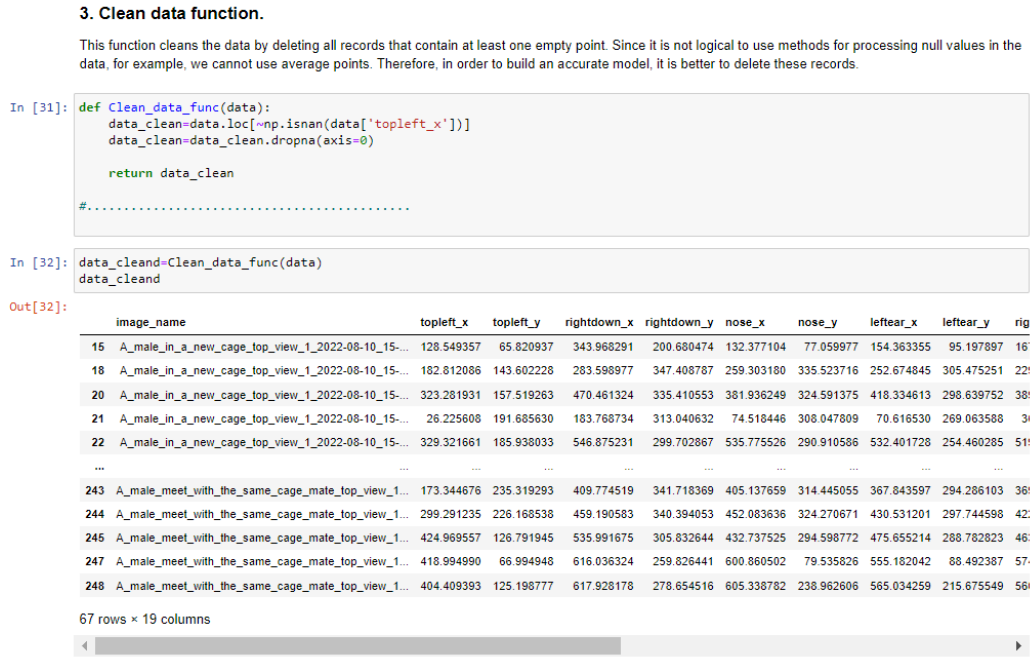 3. Clean data function.
This function cleans the data by deleting all records that contain at least one empty point. Since it is not logical to use methods for processing null values in the
data, for example, we cannot use average points. Therefore, in order to build an accurate model, it is better to delete these records.
In [31]: def Clean_data_func(data):
data_clean=data.loc[~np.isnan(data['topleft_x'])]
data_clean=data_clean.dropna(axis=0)
return data_clean
#............................................
In [32]: data_cleand=Clean_data_func(data)
data_cleand
Out[32]:
image_name topleft_x topleft_y rightdown_x rightdown_y nose_x nose_y leftear_x leftear_y rig
15 A_male_in_a_new_cage_top_view_1_2022-08-10_15-... 128.549357 65.820937 343.968291 200.680474 132.377104 77.059977 154.363355 95.197897 16
18 A_male_in_a_new_cage_top_view_1_2022-08-10_15-... 182.812086 143.602228 283.598977 347.408787 259.303180 335.523716 252.674845 305.475251 22
20 A_male_in_a_new_cage_top_view_1_2022-08-10_15-... 323.281931 157.519263 470.461324 335.410553 381.936249 324.591375 418.334613 298.639752 38
21 A_male_in_a_new_cage_top_view_1_2022-08-10_15-... 26.225608 191.685630 183.768734 313.040632 74.518446 308.047809 70.616530 269.063588 3
22 A_male_in_a_new_cage_top_view_1_2022-08-10_15-... 329.321661 185.938033 546.875231 299.702867 535.775526 290.910586 532.401728 254.460285 51
... ... ... ... ... ... ... ... ... ...
243 A_male_meet_with_the_same_cage_mate_top_view_1... 173.344676 235.319293 409.774519 341.718369 405.137659 314.445055 367.843597 294.286103 36
244 A_male_meet_with_the_same_cage_mate_top_view_1... 299.291235 226.168538 459.190583 340.394053 452.083636 324.270671 430.531201 297.744598 42
245 A_male_meet_with_the_same_cage_mate_top_view_1... 424.969557 126.791945 535.991675 305.832644 432.737525 294.598772 475.655214 288.782823 46
247 A_male_meet_with_the_same_cage_mate_top_view_1... 418.994990 66.994948 616.036324 259.826441 600.860502 79.535826 555.182042 88.492387 57
248 A_male_meet_with_the_same_cage_mate_top_view_1... 404.409393 125.198777 617.928178 278.654516 605.338782 238.962606 565.034259 215.675549 56
67 rows × 19 columns